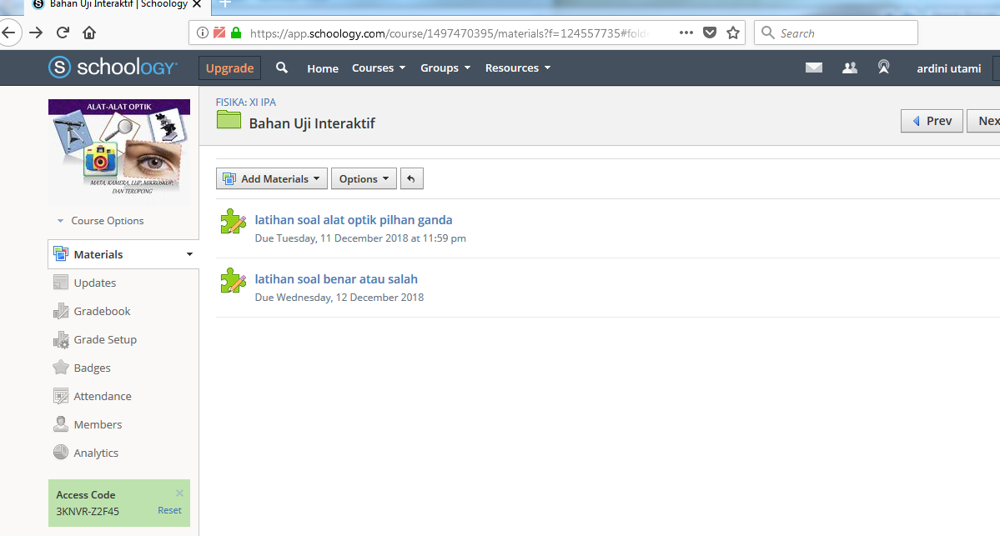 Bahan Uji Interaktif | Schoology
https://app.schoology.com/course/1497470395/materials?f=124557735#fold
Search
schoology
Upgrade
Home
Courses
Groups
Resources
ardini utami
ALAT-ALAT OPTIK
MATA, KAMERA, LUP, MIKROSKOP,
DAN TEROPONG
Course Options
Materials
Updates
Gradebook
Grade Setup
Badges
Attendance
Members
Analytics
Access Code
3KNVR-Z2F45
Reset
FISIKA: XI IPA
Bahan Uji Interaktif
Prev
Nex
Add Materials
Options
latihan soal alat optik pilhan ganda
Due Tuesday, 11 December 2018 at 11:59 pm
latihan soal benar atau salah
Due Wednesday, 12 December 2018